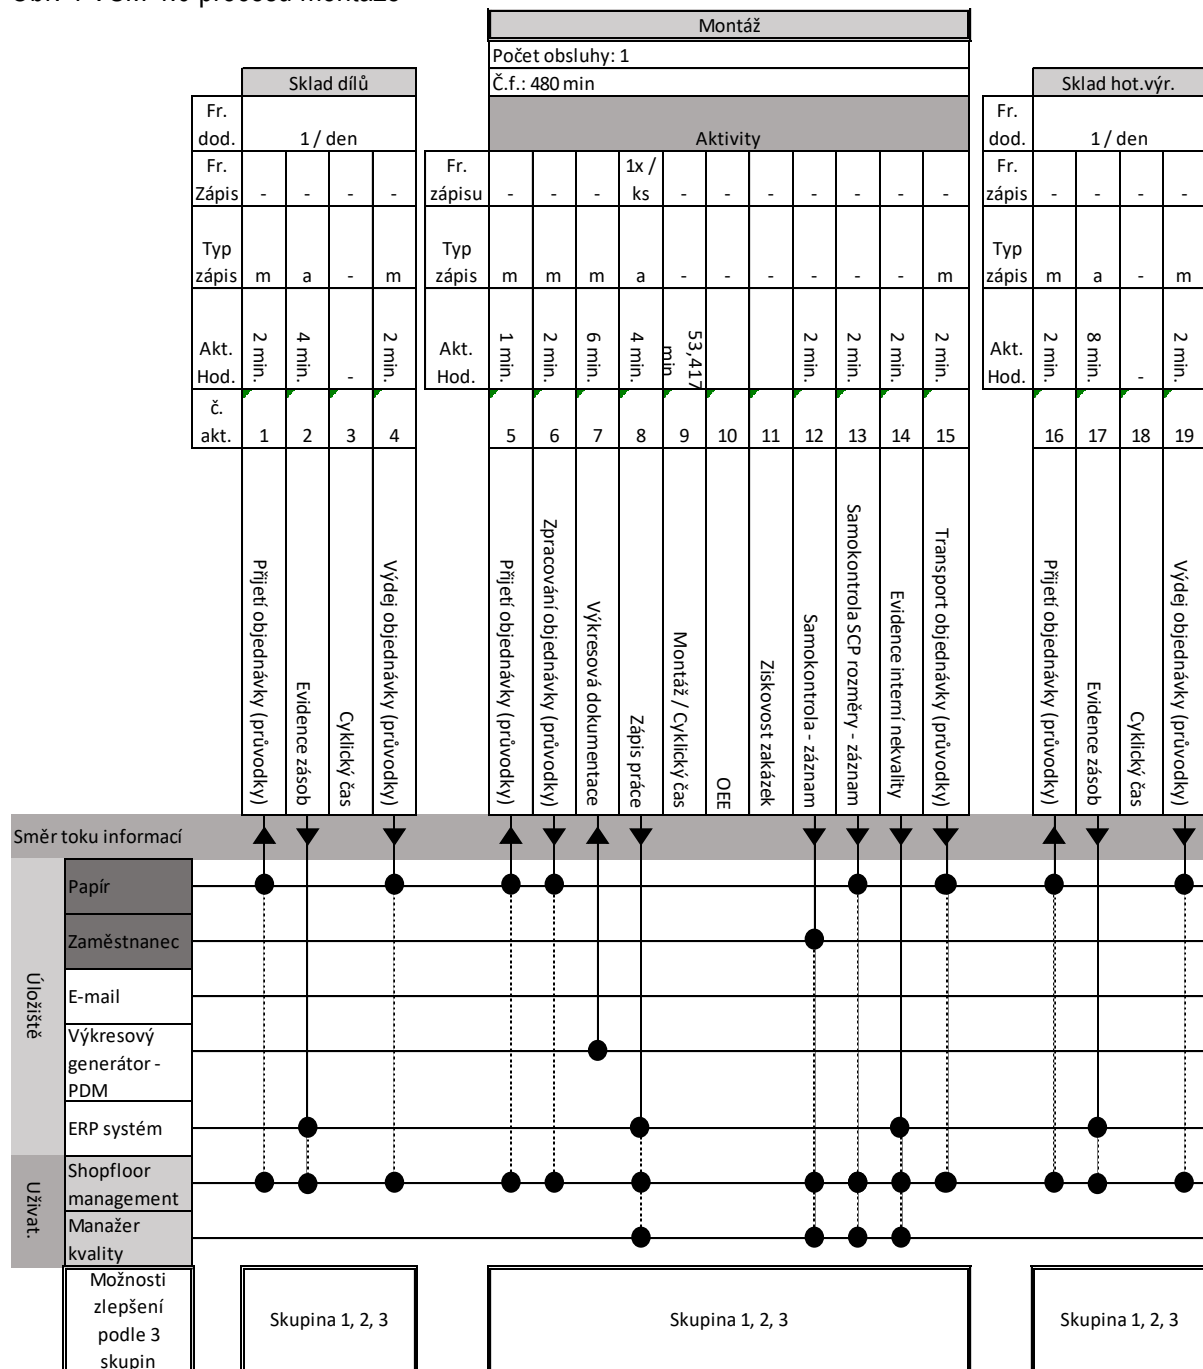 Obr. 4 VSM 4.0 procesu montáže
Montáž
Počet obsluhy: 1
Sklad dílů
Č.f.: 480 min
Sklad hot.výr.
Fr.
dod.
1 / den
Aktivity
Fr.
dod.
1 / den
Fr.
Zápis - - - -
Fr.
zápisu - - - 1x /
ks - - - - - - -
Fr.
zápis - - - -
Typ
zápis m a - m
Typ
zápis m m m a - - - - - - m
Typ
zápis m a - m
Akt.
Hod.
2 min.
4 min.
-
2 min.
Akt.
Hod.
1 min.
2 min.
6 min.
4 min.
53,417
min
2 min.
2 min.
2 min.
2 min.
Akt.
Hod.
2 min.
8 min.
-
2 min.
č.
akt. 1 2 3 4 5 6 7 8 9 10 11 12 13 14 15 16 17 18 19
Přijetí objednávky (průvodky)
Evidence zásob
Cyklický čas
Výdej objednávky (průvodky)
Přijetí objednávky (průvodky)
Zpracování objednávky (průvodky)
Výkresová dokumentace
Zápis práce
Montáž / Cyklický čas
OEE
Ziskovost zakázek
Samokontrola - záznam
Samokontrola SCP rozměry - záznam
Evidence interní nekvality
Transport objednávky (průvodky)
Přijetí objednávky (průvodky)
Evidence zásob
Cyklický čas
Výdej objednávky (průvodky)
Směr toku informací
Úložiště
Papír
Zaměstnanec
E-mail
Výkresový
generátor -
PDM
ERP systém
Uživat.
Shopfloor
management
Manažer
kvality
Možnosti
zlepšení
podle 3
skupin
Skupina 1, 2, 3
Skupina 1, 2, 3
Skupina 1, 2, 3